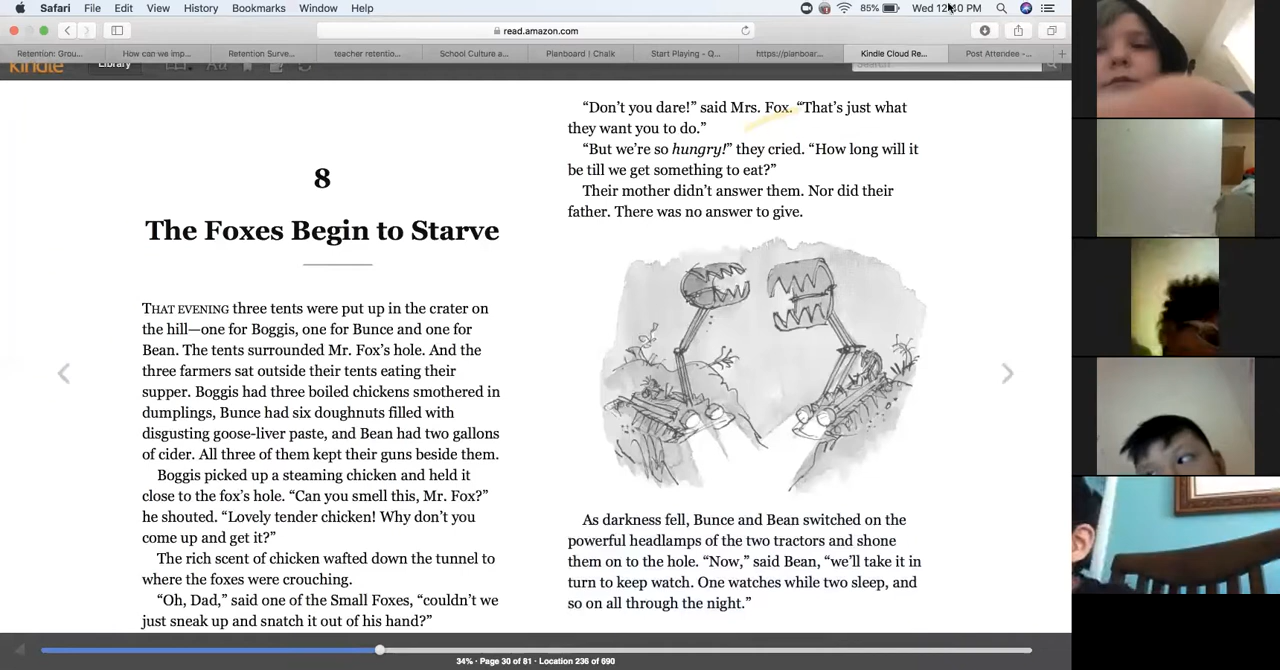 Safari File Edit View History Bookmarks Window Help
85% Wed 12:10 PM
read.amazon.com
Retention: Grou... How can we imp... Retention Surve... teacher retentio... School Culture a... Planboard | Chalk Start Playing - Q... https://planboar... Kindle Cloud Re... Post Attendee -...
kindle Library Search...
8
The Foxes Begin to Starve
THAT EVENING three tents were put up in the crater on
the hill—one for Boggis, one for Bunce and one for
Bean. The tents surrounded Mr. Fox’s hole. And the
three farmers sat outside their tents eating their
supper. Boggis had three boiled chickens smothered in
dumplings, Bunce had six doughnuts filled with
disgusting goose-liver paste, and Bean had two gallons
of cider. All three of them kept their guns beside them.
Boggis picked up a steaming chicken and held it
close to the fox’s hole. “Can you smell this, Mr. Fox?”
he shouted. “Lovely tender chicken! Why don’t you
come up and get it?”
The rich scent of chicken wafted down the tunnel to
where the foxes were crouching.
“Oh, Dad,” said one of the Small Foxes, “couldn’t we
just sneak up and snatch it out of his hand?”
“Don’t you dare!” said Mrs. Fox. “That’s just what
they want you to do.”
“But we’re so hungry!” they cried. “How long will it
be till we get something to eat?”
Their mother didn’t answer them. Nor did their
father. There was no answer to give.
As darkness fell, Bunce and Bean switched on the
powerful headlamps of the two tractors and shone
them on to the hole. “Now,” said Bean, “we’ll take it in
turn to keep watch. One watches while two sleep, and
so on all through the night.”
34% · Page 30 of 81 · Location 236 of 690